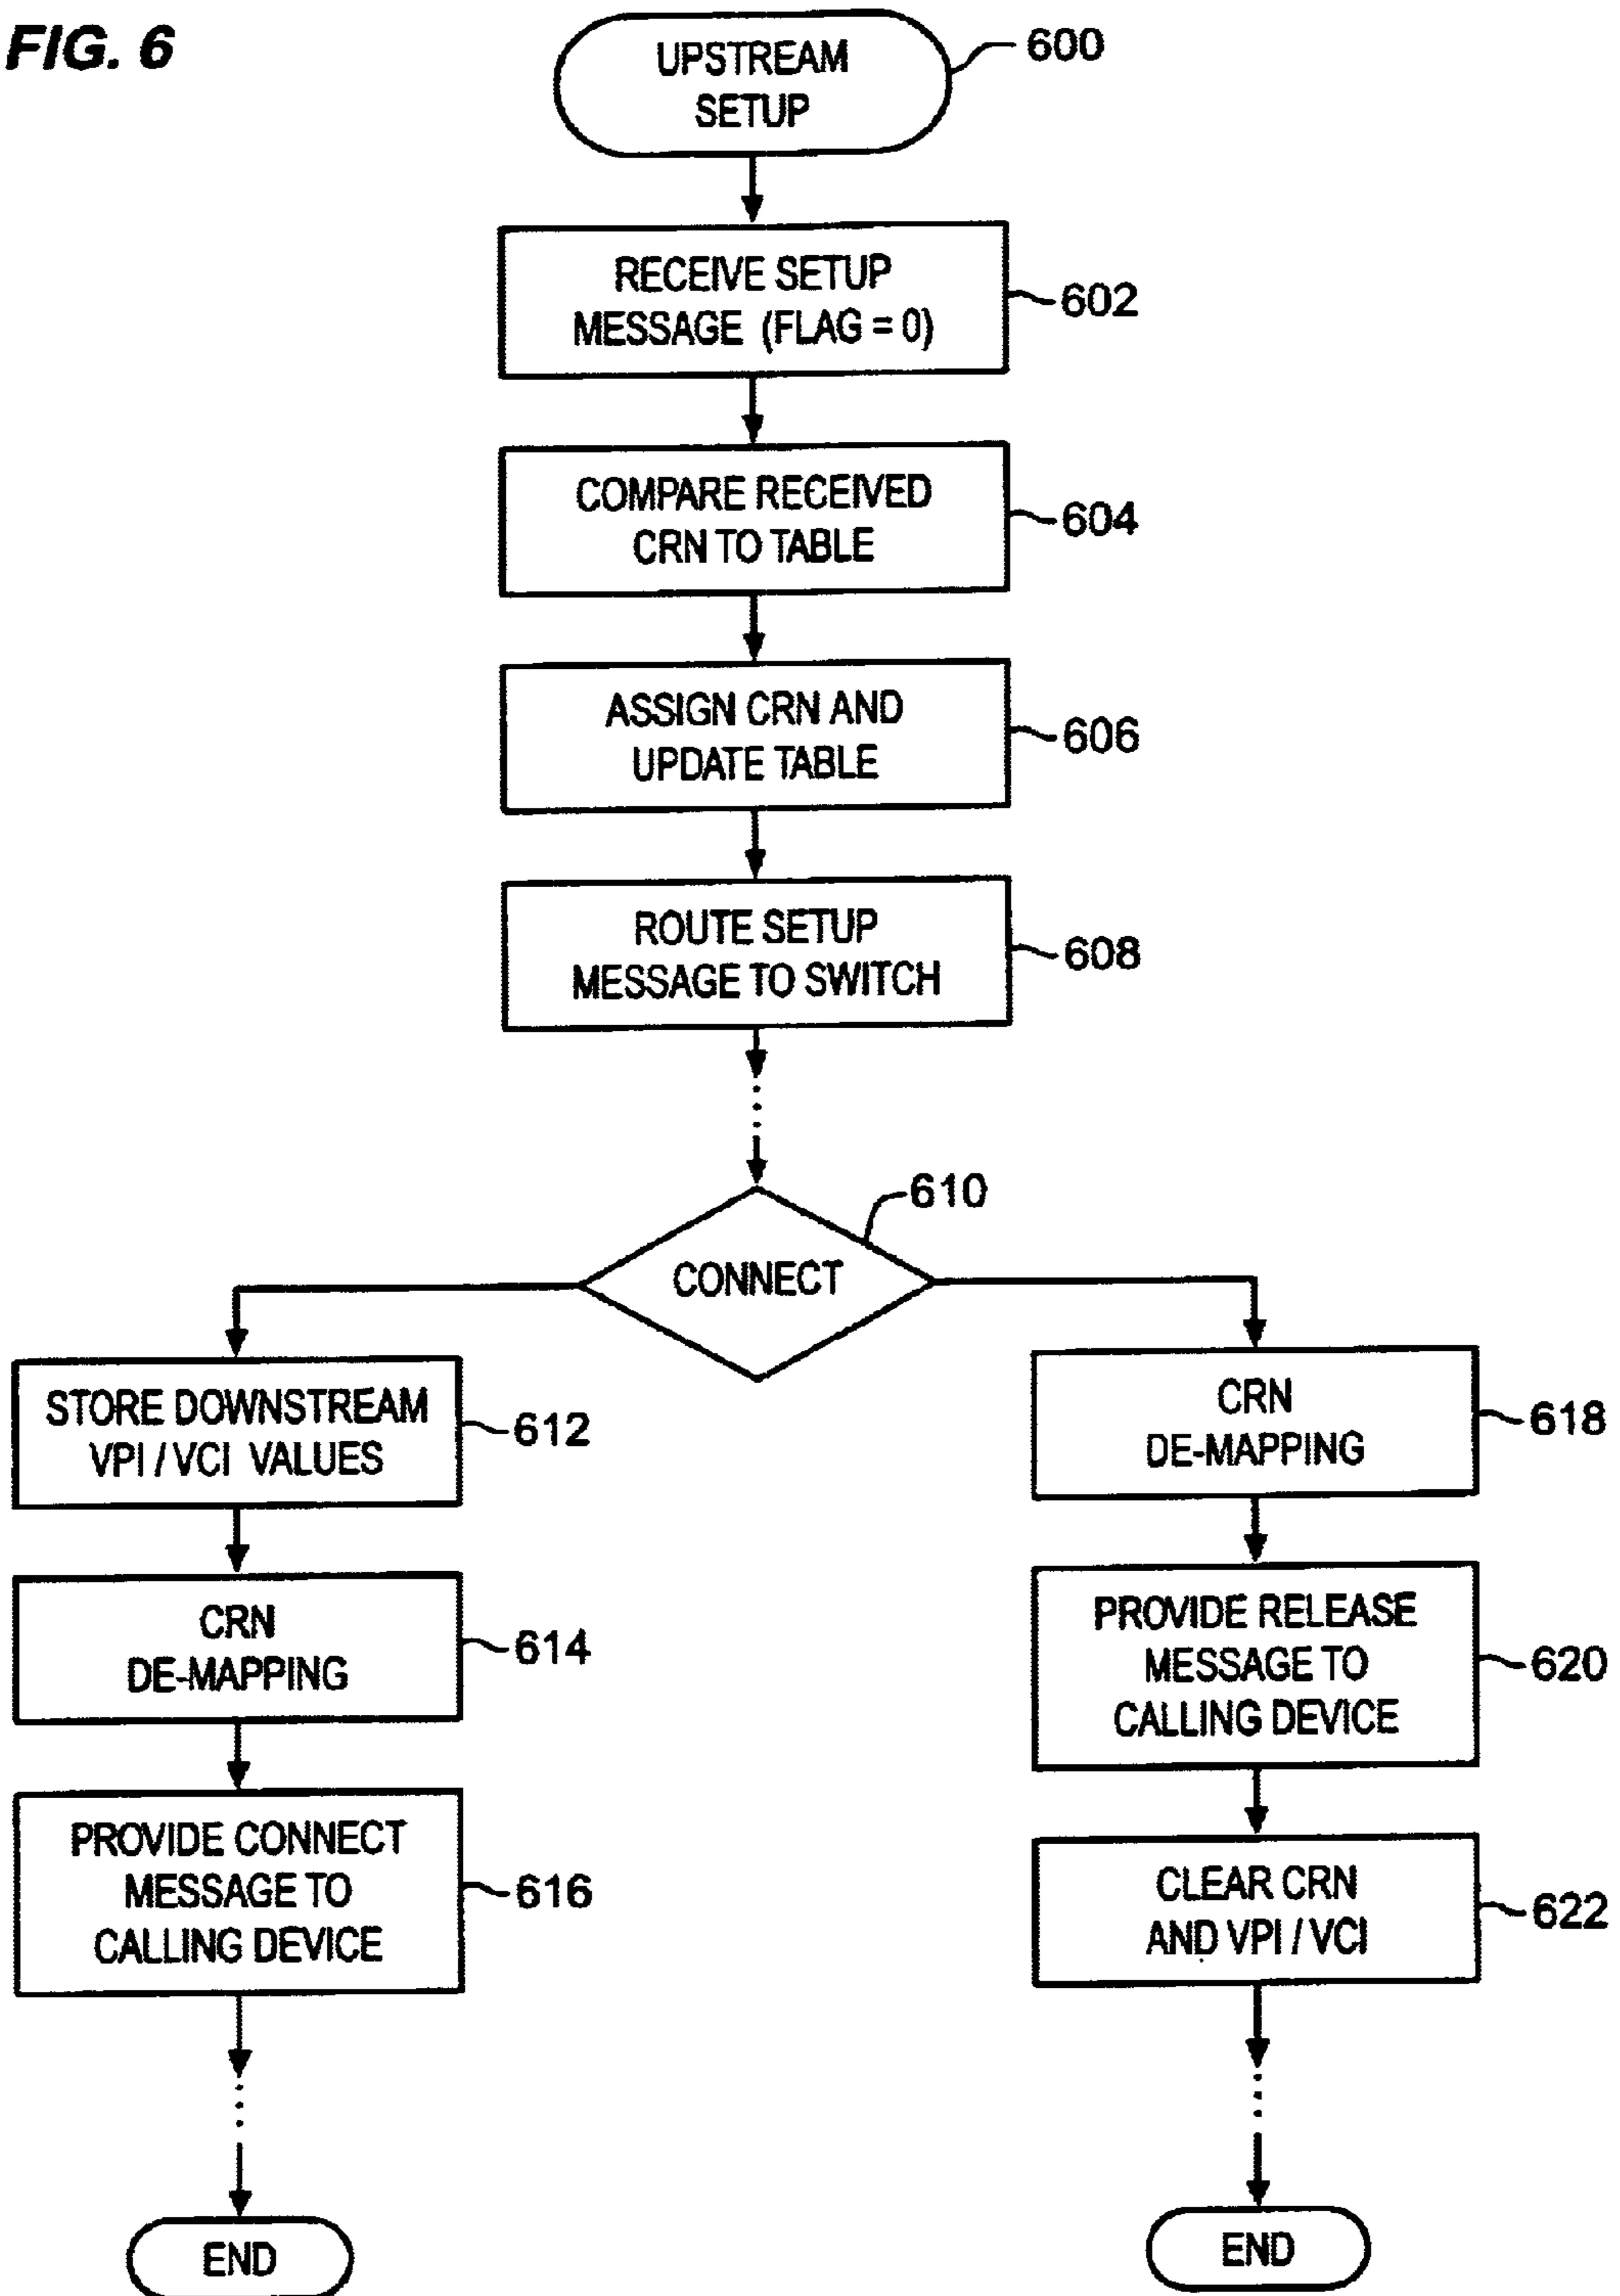 FIG. 6
UPSTREAM
SETUP
600
RECEIVE SETUP
MESSAGE (FLAG = 0)
602
COMPARE RECEIVED
CRN TO TABLE
604
ASSIGN CRN AND
UPDATE TABLE
606
ROUTE SETUP
MESSAGE TO SWITCH
608
610
CONNECT
STORE DOWNSTREAM
VPI / VCI VALUES
612
CRN
DE-MAPPING
614
PROVIDE CONNECT
MESSAGE TO
CALLING DEVICE
616
END
CRN
DE-MAPPING
618
PROVIDE RELEASE
MESSAGE TO
CALLING DEVICE
620
CLEAR CRN
AND VPI / VCI
622
END